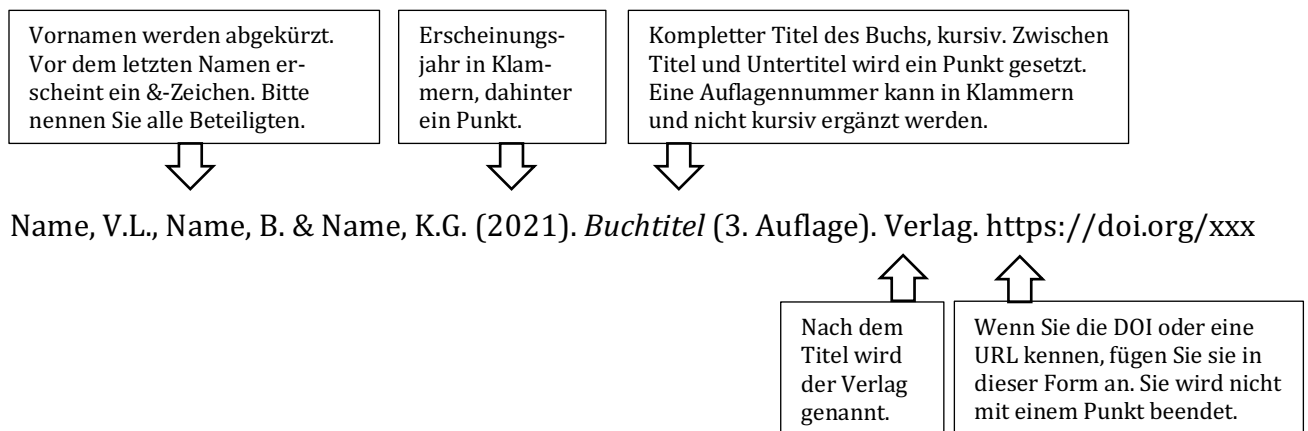 Vornamen werden abgekürzt.
Vor dem letzten Namen er-
scheint ein &-Zeichen. Bitte
nennen Sie alle Beteiligten.
Erscheinungs-
jahr in Klam-
mern, dahinter
ein Punkt.
Kompletter Titel des Buchs, kursiv. Zwischen
Titel und Untertitel wird ein Punkt gesetzt.
Eine Auflagennummer kann in Klammern
und nicht kursiv ergänzt werden.
Name, V.L., Name, B. & Name, K.G. (2021). Buchtitel (3. Auflage). Verlag. https://doi.org/xxx
Nach dem
Titel wird
der Verlag
genannt.
Wenn Sie die DOI oder eine
URL kennen, fügen Sie sie in
dieser Form an. Sie wird nicht
mit einem Punkt beendet.